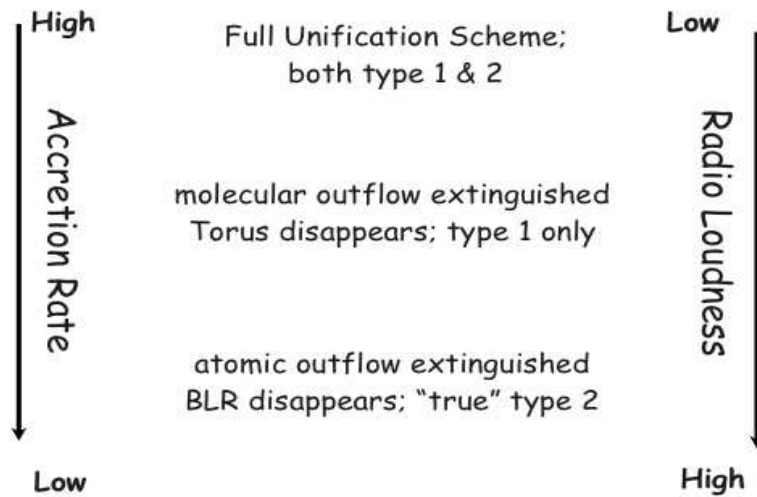 High
Low
Full Unification Scheme;
both type 1 & 2
Accretion Rate
Radio Loudness
molecular outflow extinguished
Torus disappears; type 1 only
atomic outflow extinguished
BLR disappears; “true” type 2
Low
High